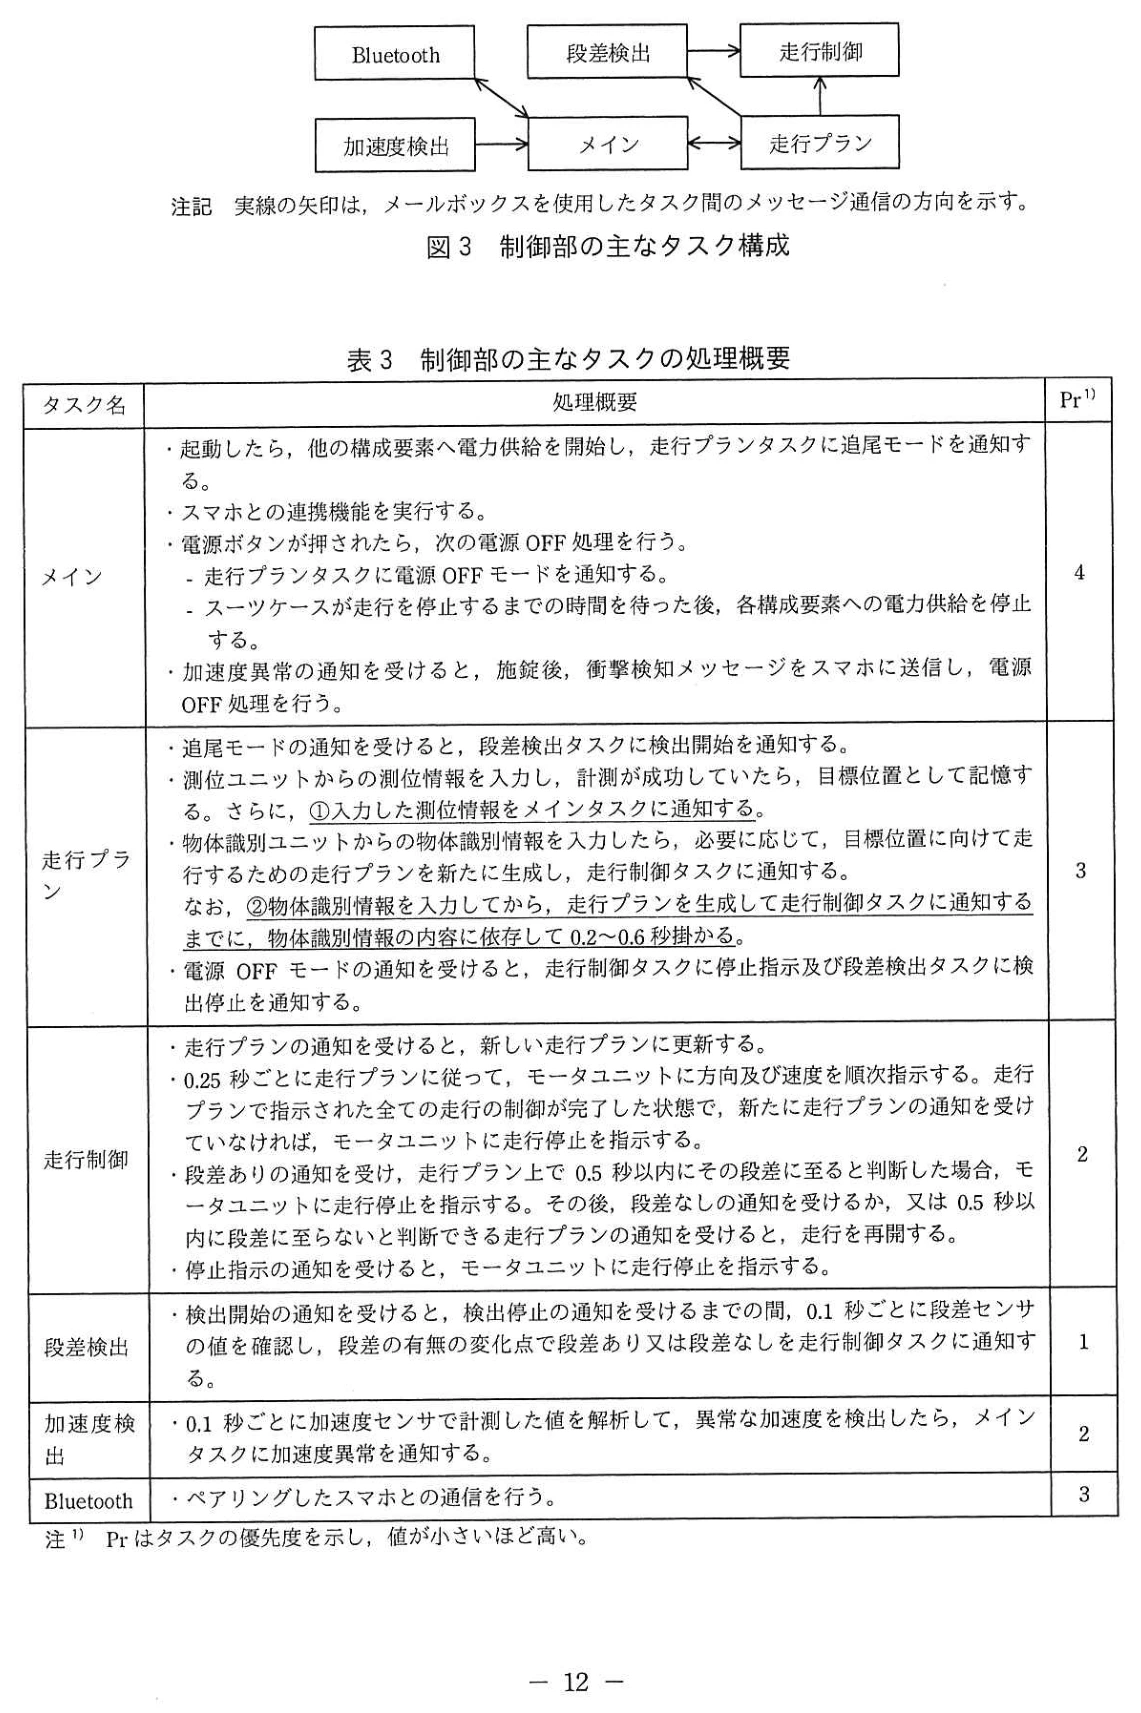 Bluetooth
段差検出
走行制御
加速度検出
メイン
走行プラン
注記　実線の矢印は，メールボックスを使用したタスク間のメッセージ通信の方向を示す。
図 3　制御部の主なタスク構成
表 3　制御部の主なタスクの処理概要
タスク名
処理概要
Pr1)
メイン
・起動したら，他の構成要素へ電力供給を開始し，走行プランタスクに追尾モードを通知す
る。
・スマホとの連携機能を実行する。
・電源ボタンが押されたら，次の電源 OFF 処理を行う。
- 走行プランタスクに電源 OFF モードを通知する。
- スーツケースが走行を停止するまでの時間を待った後，各構成要素への電力供給を停止
する。
・加速度異常の通知を受けると，施錠後，衝撃検知メッセージをスマホに送信し，電源
OFF 処理を行う。
4
走行プラ
ン
・追尾モードの通知を受けると，段差検出タスクに検出開始を通知する。
・測位ユニットからの測位情報を入力し，計測が成功していたら，目標位置として記憶す
る。さらに，①入力した測位情報をメインタスクに通知する。
・物体識別ユニットからの物体識別情報を入力したら，必要に応じて，目標位置に向けて走
行するための走行プランを新たに生成し，走行制御タスクに通知する。
なお，②物体識別情報を入力してから，走行プランを生成して走行制御タスクに通知する
までに，物体識別情報の内容に依存して 0.2～0.6 秒掛かる。
・電源 OFF モードの通知を受けると，走行制御タスクに停止指示及び段差検出タスクに検
出停止を通知する。
3
走行制御
・走行プランの通知を受けると，新しい走行プランに更新する。
・0.25 秒ごとに走行プランに従って，モータユニットに方向及び速度を順次指示する。走行
プランで指示された全ての走行の制御が完了した状態で，新たに走行プランの通知を受け
ていなければ，モータユニットに走行停止を指示する。
・段差ありの通知を受け，走行プラン上で 0.5 秒以内にその段差に至ると判断した場合，モ
ータユニットに走行停止を指示する。その後，段差なしの通知を受けるか，又は 0.5 秒以
内に段差に至らないと判断できる走行プランの通知を受けると，走行を再開する。
・停止指示の通知を受けると，モータユニットに走行停止を指示する。
2
段差検出
・検出開始の通知を受けると，検出停止の通知を受けるまでの間，0.1 秒ごとに段差センサ
の値を確認し，段差の有無の変化点で段差あり又は段差なしを走行制御タスクに通知す
る。
1
加速度検
出
・0.1 秒ごとに加速度センサで計測した値を解析して，異常な加速度を検出したら，メイン
タスクに加速度異常を通知する。
2
Bluetooth
・ペアリングしたスマホとの通信を行う。
3
注1)　Pr はタスクの優先度を示し，値が小さいほど高い。
－ 12 －